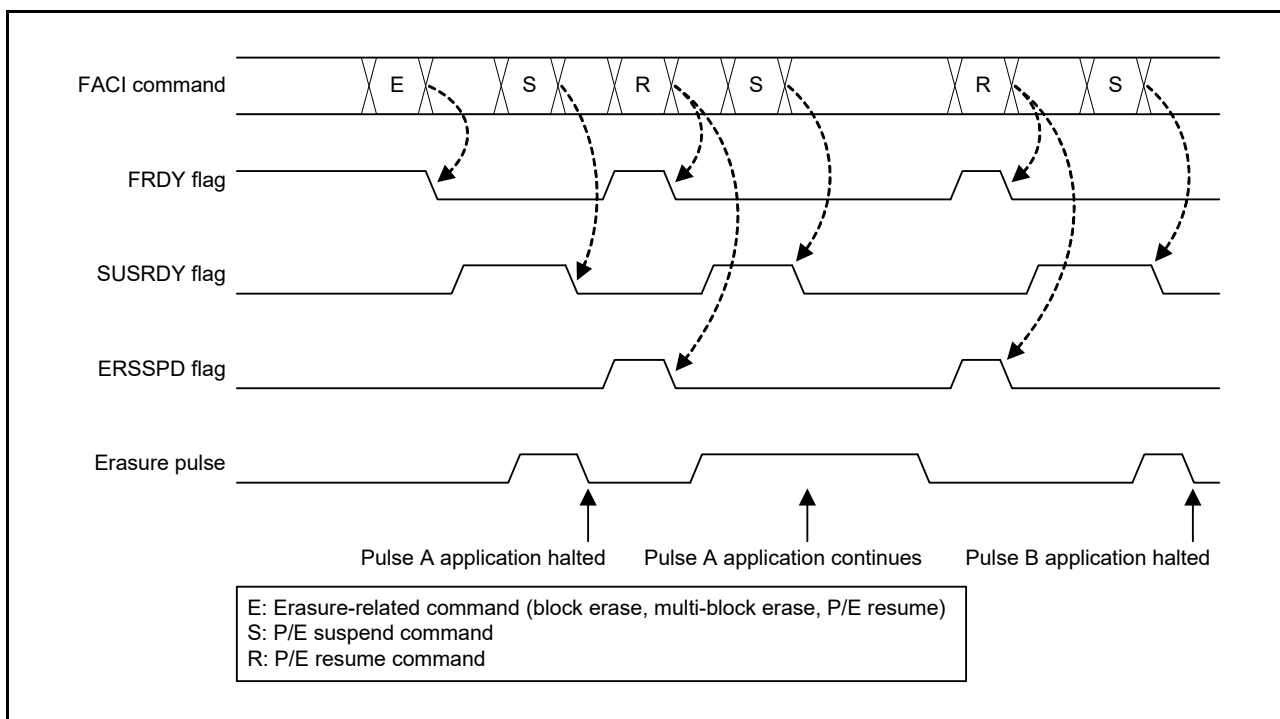 FACI command
E S R S R S
FRDY flag
SUSRDY flag
ERSSPD flag
Erasure pulse
Pulse A application halted
Pulse A application continues
Pulse B application halted
E: Erasure-related command (block erase, multi-block erase, P/E resume)
S: P/E suspend command
R: P/E resume command